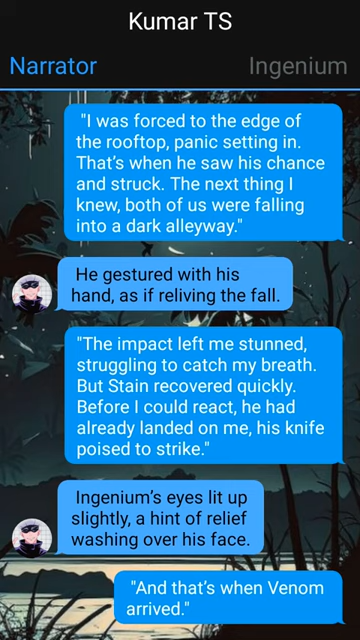 Kumar TS
Narrator
Ingenium
"I was forced to the edge of
the rooftop, panic setting in.
That's when he saw his chance
and struck. The next thing I
knew, both of us were falling
into a dark alleyway."
He gestured with his
hand, as if reliving the fall.
"The impact left me stunned,
struggling to catch my breath.
But Stain recovered quickly.
Before I could react, he had
already landed on me, his knife
poised to strike."
Ingenium's eyes lit up
slightly, a hint of relief
washing over his face.
"And that's when Venom
arrived."